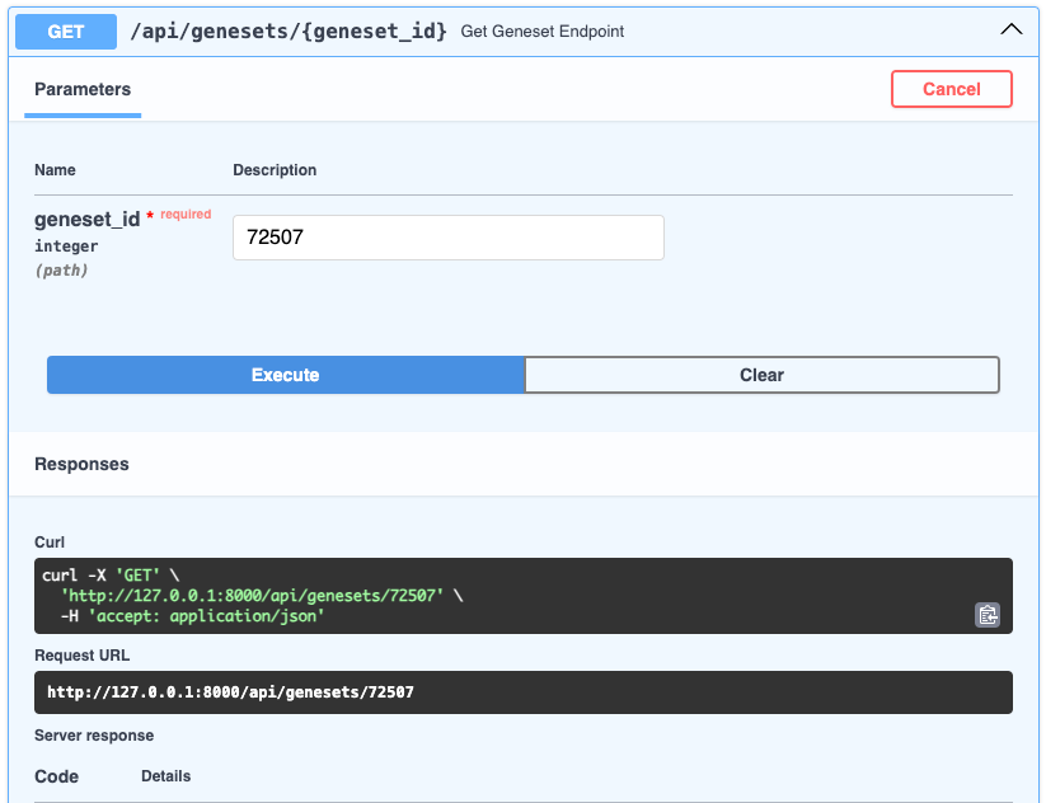 GET /api/genesets/{geneset_id} Get Geneset Endpoint
Parameters Cancel
Name Description
geneset_id * required
72507
integer
(path)
Execute Clear
Responses
Curl
curl -X 'GET' \
'http://127.0.0.1:8000/api/genesets/72507' \
-H 'accept: application/json'
Request URL
http://127.0.0.1:8000/api/genesets/72507
Server response
Code Details